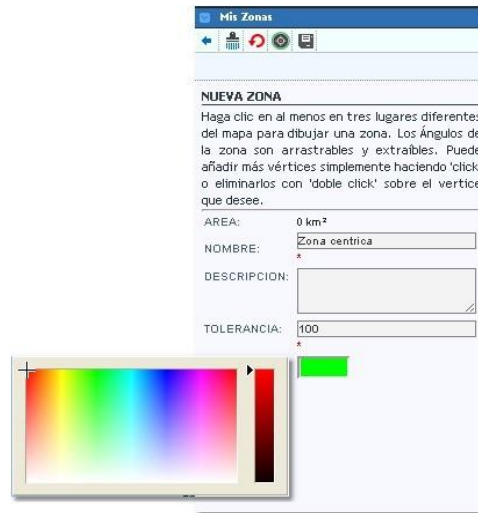 Mis Zonas
NUEVA ZONA
Haga clic en al menos en tres lugares diferentes
del mapa para dibujar una zona. Los Ángulos de
la zona son arrastrables y extraíbles. Puede
añadir más vértices simplemente haciendo 'click
o eliminarlos con 'doble click' sobre el vertice
que desee.
AREA: 0 km²
NOMBRE: Zona centrica
*
DESCRIPCION:
TOLERANCIA: 100
*